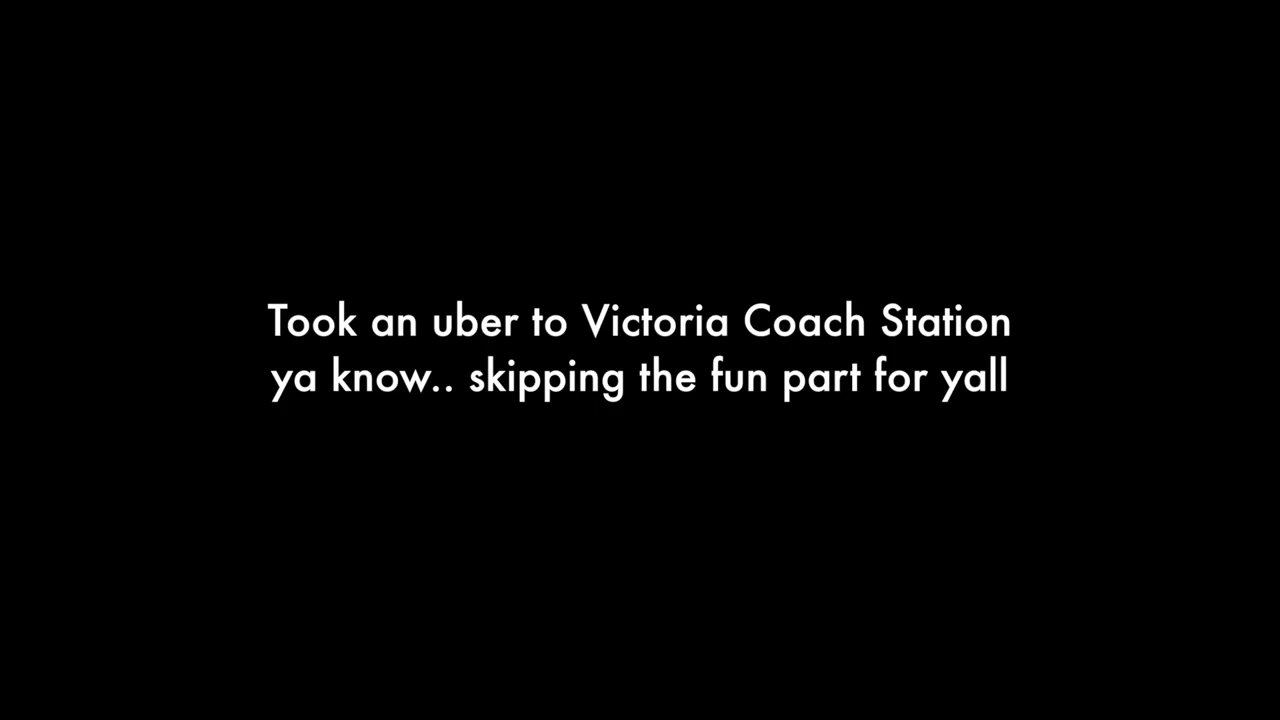 Took an uber to Victoria Coach Station
ya know.. skipping the fun part for yall